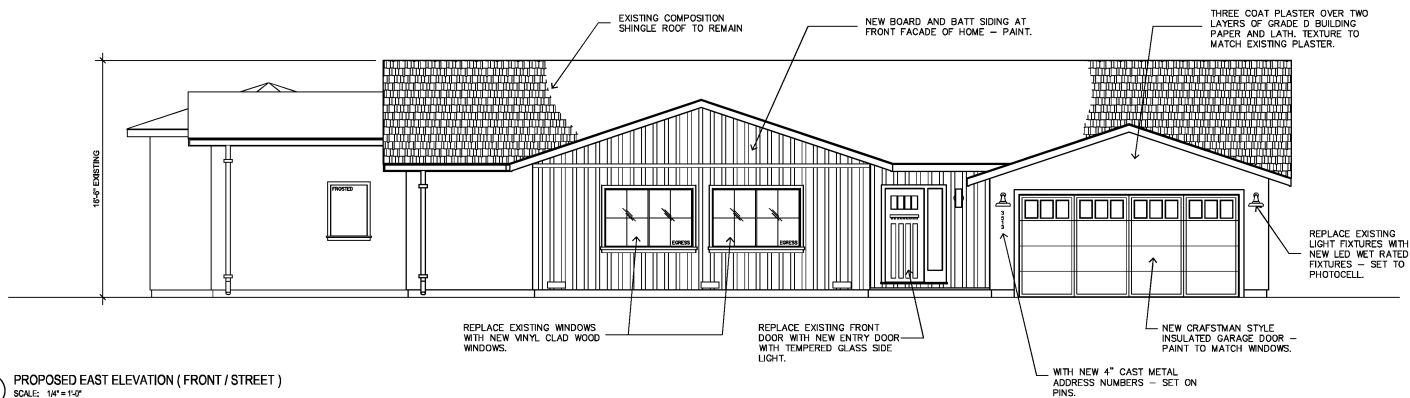 EXISTING COMPOSITION
SHINGLE ROOF TO REMAIN
NEW BOARD AND BATT SIDING AT
FRONT FACADE OF HOME – PAINT.
THREE COAT PLASTER OVER TWO
LAYERS OF GRADE D BUILDING
PAPER AND LATH. TEXTURE TO
MATCH EXISTING PLASTER.
16'-6" EXISTING
FROSTED
EGRESS
EGRESS
3513
REPLACE EXISTING
LIGHT FIXTURES WITH
NEW LED WET RATED
FIXTURES – SET TO
PHOTOCELL.
REPLACE EXISTING WINDOWS
WITH NEW VINYL CLAD WOOD
WINDOWS.
REPLACE EXISTING FRONT
DOOR WITH NEW ENTRY DOOR
WITH TEMPERED GLASS SIDE
LIGHT.
NEW CRAFSTMAN STYLE
INSULATED GARAGE DOOR –
PAINT TO MATCH WINDOWS.
WITH NEW 4" CAST METAL
ADDRESS NUMBERS – SET ON
PINS.
PROPOSED EAST ELEVATION ( FRONT / STREET )
SCALE: 1/4" = 1'-0"